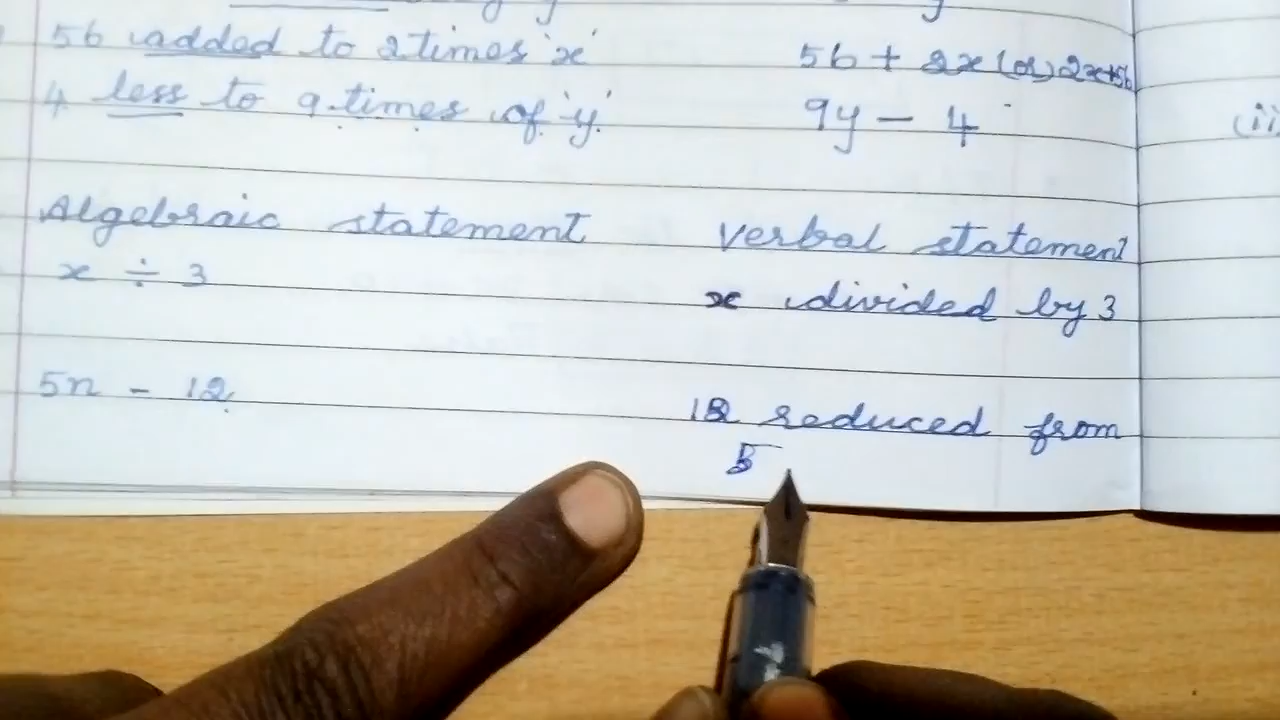 56 added to 2 times 'x' 56 + 2x (or) 2x+56
4 less to 9 times of 'y' 9y - 4
(ii
Algebraic statement verbal statement
x ÷ 3 x divided by 3
5n - 12 12 reduced from
5